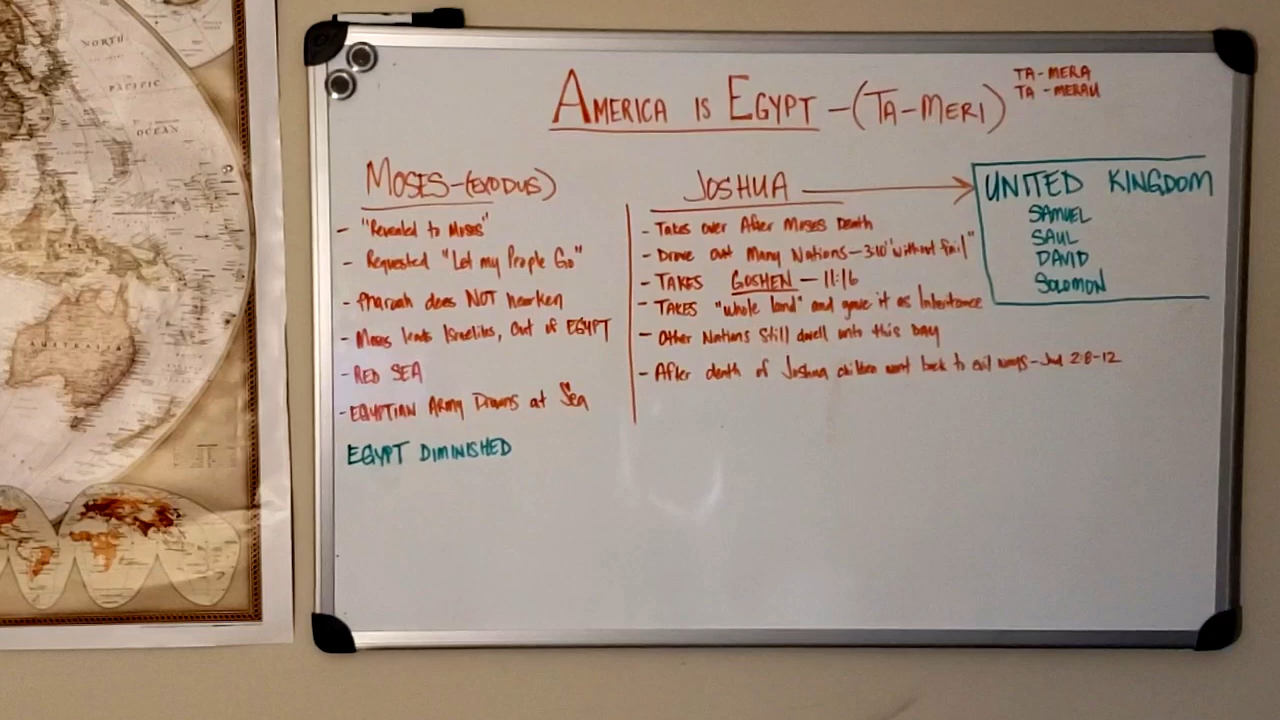 NORTH
PACIFIC
OCEAN
AUSTRALIA
AMERICA IS EGYPT - (TA-MERI)
TA-MERA
TA-MERAU
MOSES-(EXODUS)
- "Revealed to Moses"
- Requested "Let my People Go"
- Pharoah does NOT hearken
- Moses leads Israelites, Out of EGYPT
- RED SEA
- EGYPTIAN Army Drowns at Sea
EGYPT DIMINISHED
JOSHUA
- Takes over After Moses Death
- Drove out Many Nations - 3:10 "without fail"
- TAKES GOSHEN - 11:16
- TAKES "whole land" and gave it as Inheritance
- Other Nations Still dwell unto this Day
- After death of Joshua children went back to evil ways - Jud 2:8-12
UNITED KINGDOM
SAMUEL
SAUL
DAVID
SOLOMON